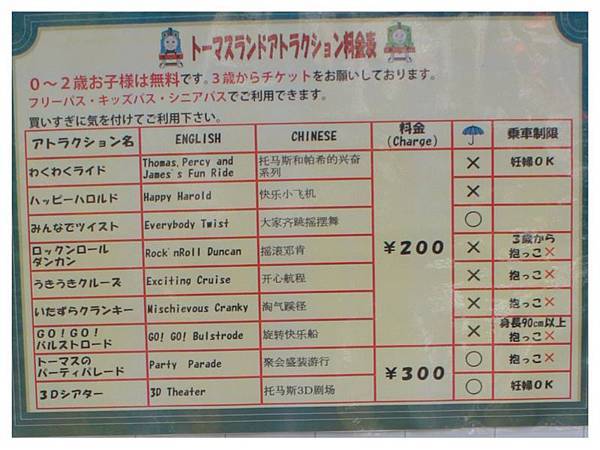 トーマスランドアトラクション料金表
0～2歳お子様は無料です。3歳からチケットをお願いしております。
フリーパス・キッズパス・シニアパスでご利用できます。
買いすぎに気を付けてご利用下さい。
アトラクション名 ENGLISH CHINESE 料金 (Charge) 乗車制限
わくわくライド Thomas,Percy and James's Fun Ride 托马斯和帕希的兴奋系列 × 妊婦OK
ハッピーハロルド Happy Harold 快乐小飞机 ×
みんなでツイスト Everybody Twist 大家齐跳摇摆舞 ○
ロックンロールダンカン Rock'nRoll Duncan 摇滚邓肯 ¥200 × 3歳から 抱っこ×
うきうきクルーズ Exciting Cruise 开心航程 × 抱っこ×
いたずらクランキー Mischievous Cranky 淘气蹊径 × 抱っこ×
GO!GO!バルストロード GO! GO! Bulstrode 旋转快乐船 × 身長90cm以上 抱っこ×
トーマスのパーティパレード Party Parade 聚会盛装游行 ¥300 ○ 抱っこ×
3Dシアター 3D Theater 托马斯3D剧场 ○ 妊婦OK